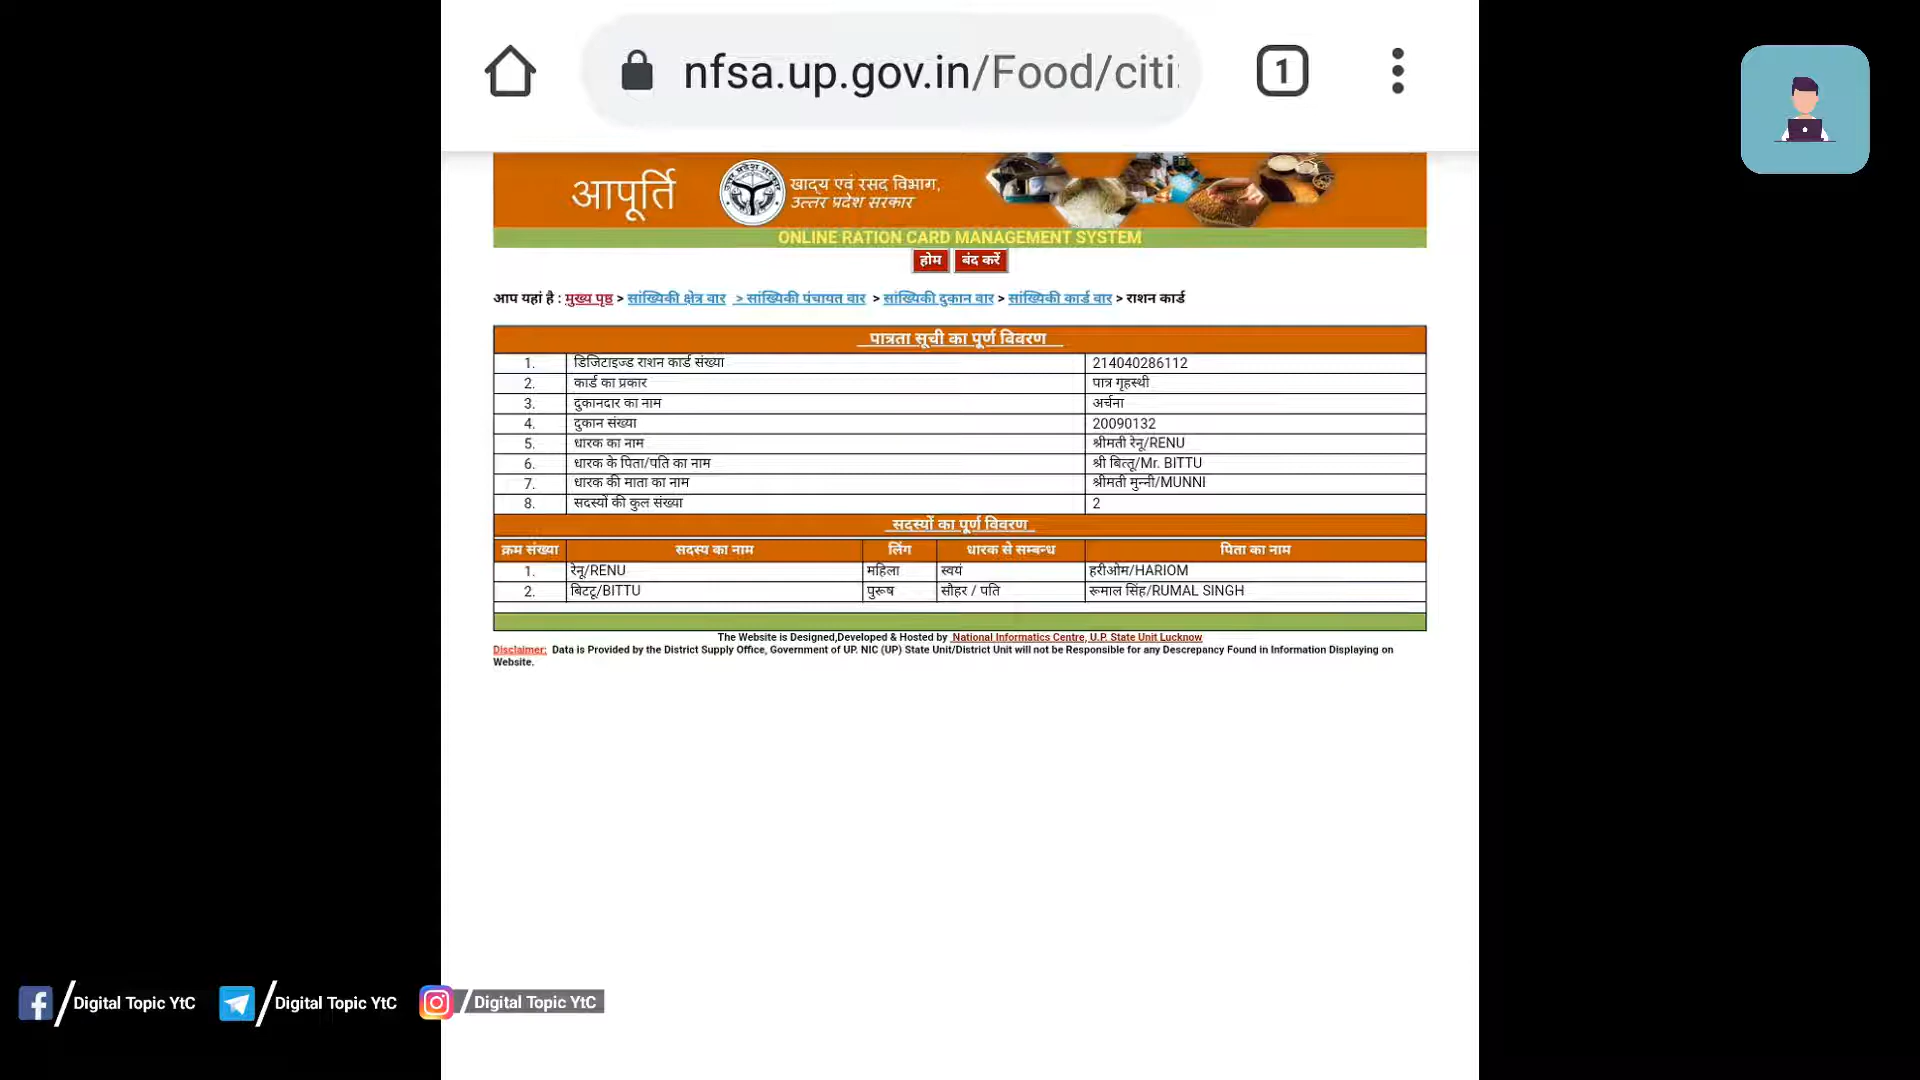 nfsa.up.gov.in/Food/citi
1
आपूर्ति
खाद्य एवं रसद विभाग,
उत्तर प्रदेश सरकार
ONLINE RATION CARD MANAGEMENT SYSTEM
होम बंद करें
आप यहां है : मुख्य पृष्ठ > सांख्यिकी क्षेत्र वार > सांख्यिकी पंचायत वार > सांख्यिकी दुकान वार > सांख्यिकी कार्ड वार > राशन कार्ड
पात्रता सूची का पूर्ण विवरण
1. डिजिटाइज्ड राशन कार्ड संख्या 214040286112
2. कार्ड का प्रकार पात्र गृहस्थी
3. दुकानदार का नाम अर्चना
4. दुकान संख्या 20090132
5. धारक का नाम श्रीमती रेनू/RENU
6. धारक के पिता/पति का नाम श्री बित्तू/Mr. BITTU
7. धारक की माता का नाम श्रीमती मुन्नी/MUNNI
8. सदस्यों की कुल संख्या 2
सदस्यों का पूर्ण विवरण
क्रम संख्या सदस्य का नाम लिंग धारक से सम्बन्ध पिता का नाम
1. रेनू/RENU महिला स्वयं हरीओम/HARIOM
2. बिटटू/BITTU पुरूष सौहर / पति रूमाल सिंह/RUMAL SINGH
The Website is Designed,Developed & Hosted by National Informatics Centre, U.P. State Unit Lucknow
Disclaimer: Data is Provided by the District Supply Office, Government of UP. NIC (UP) State Unit/District Unit will not be Responsible for any Descrepancy Found in Information Displaying on
Website.
Digital Topic YtC Digital Topic YtC Digital Topic YtC